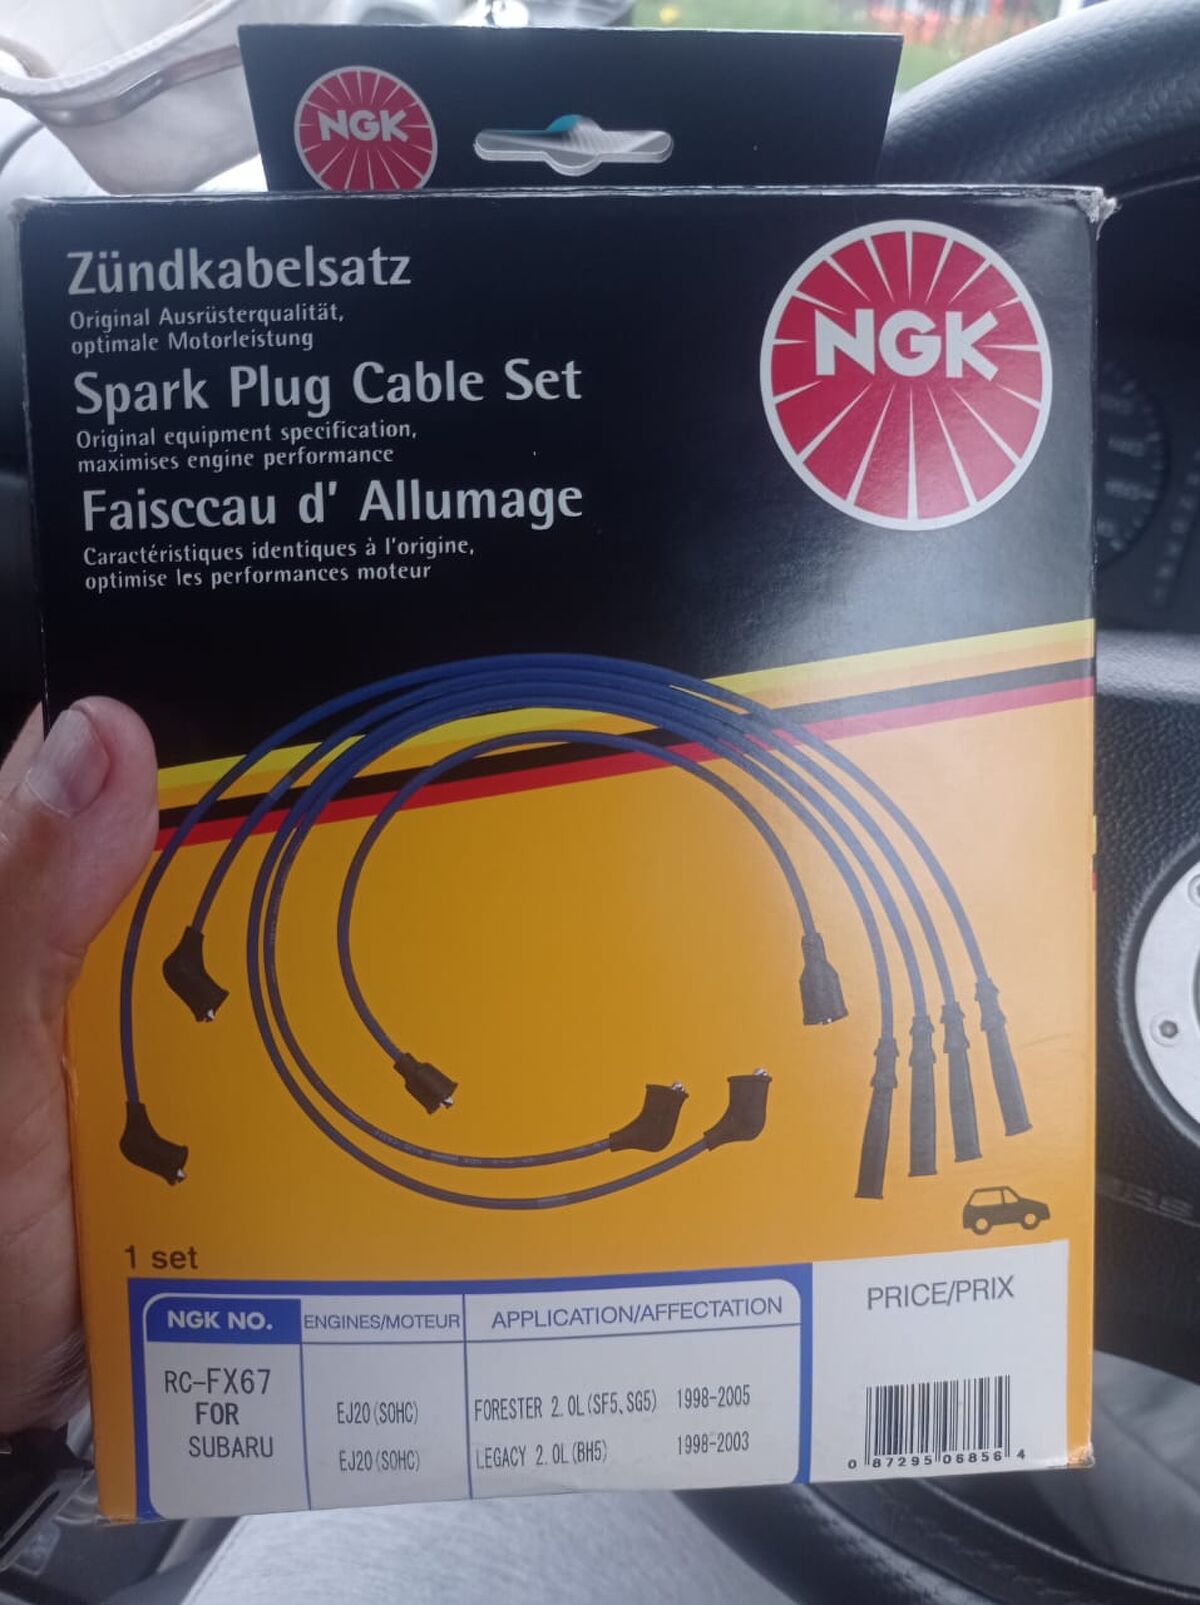 NGK
NGK
Zündkabelsatz
Original Ausrüsterqualität,
optimale Motorleistung
Spark Plug Cable Set
Original equipment specification,
maximises engine performance
Faisccau d' Allumage
Caractéristiques identiques à l'origine,
optimise les performances moteur
1 set
NGK NO.
ENGINES/MOTEUR
APPLICATION/AFFECTATION
PRICE/PRIX
RC-FX67
FOR
SUBARU
EJ20(SOHC)
FORESTER 2.0L(SF5、SG5) 1998-2005
EJ20(SOHC)
LEGACY 2.0L(BH5) 1998-2003
0 87295 06856 4